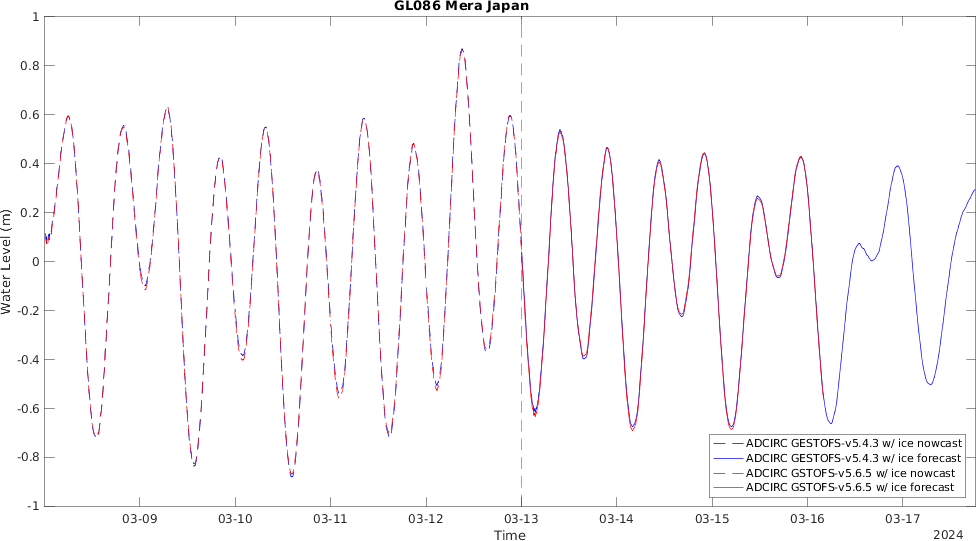 GL086 Mera Japan
1
0.8
0.6
0.4
0.2
0
-0.2
-0.4
-0.6
-0.8
-1
Water Level (m)
ADCIRC GESTOFS-v5.4.3 w/ ice nowcast
ADCIRC GESTOFS-v5.4.3 w/ ice forecast
ADCIRC GSTOFS-v5.6.5 w/ ice nowcast
ADCIRC GSTOFS-v5.6.5 w/ ice forecast
03-09 03-10 03-11 03-12 03-13 03-14 03-15 03-16 03-17
Time
2024